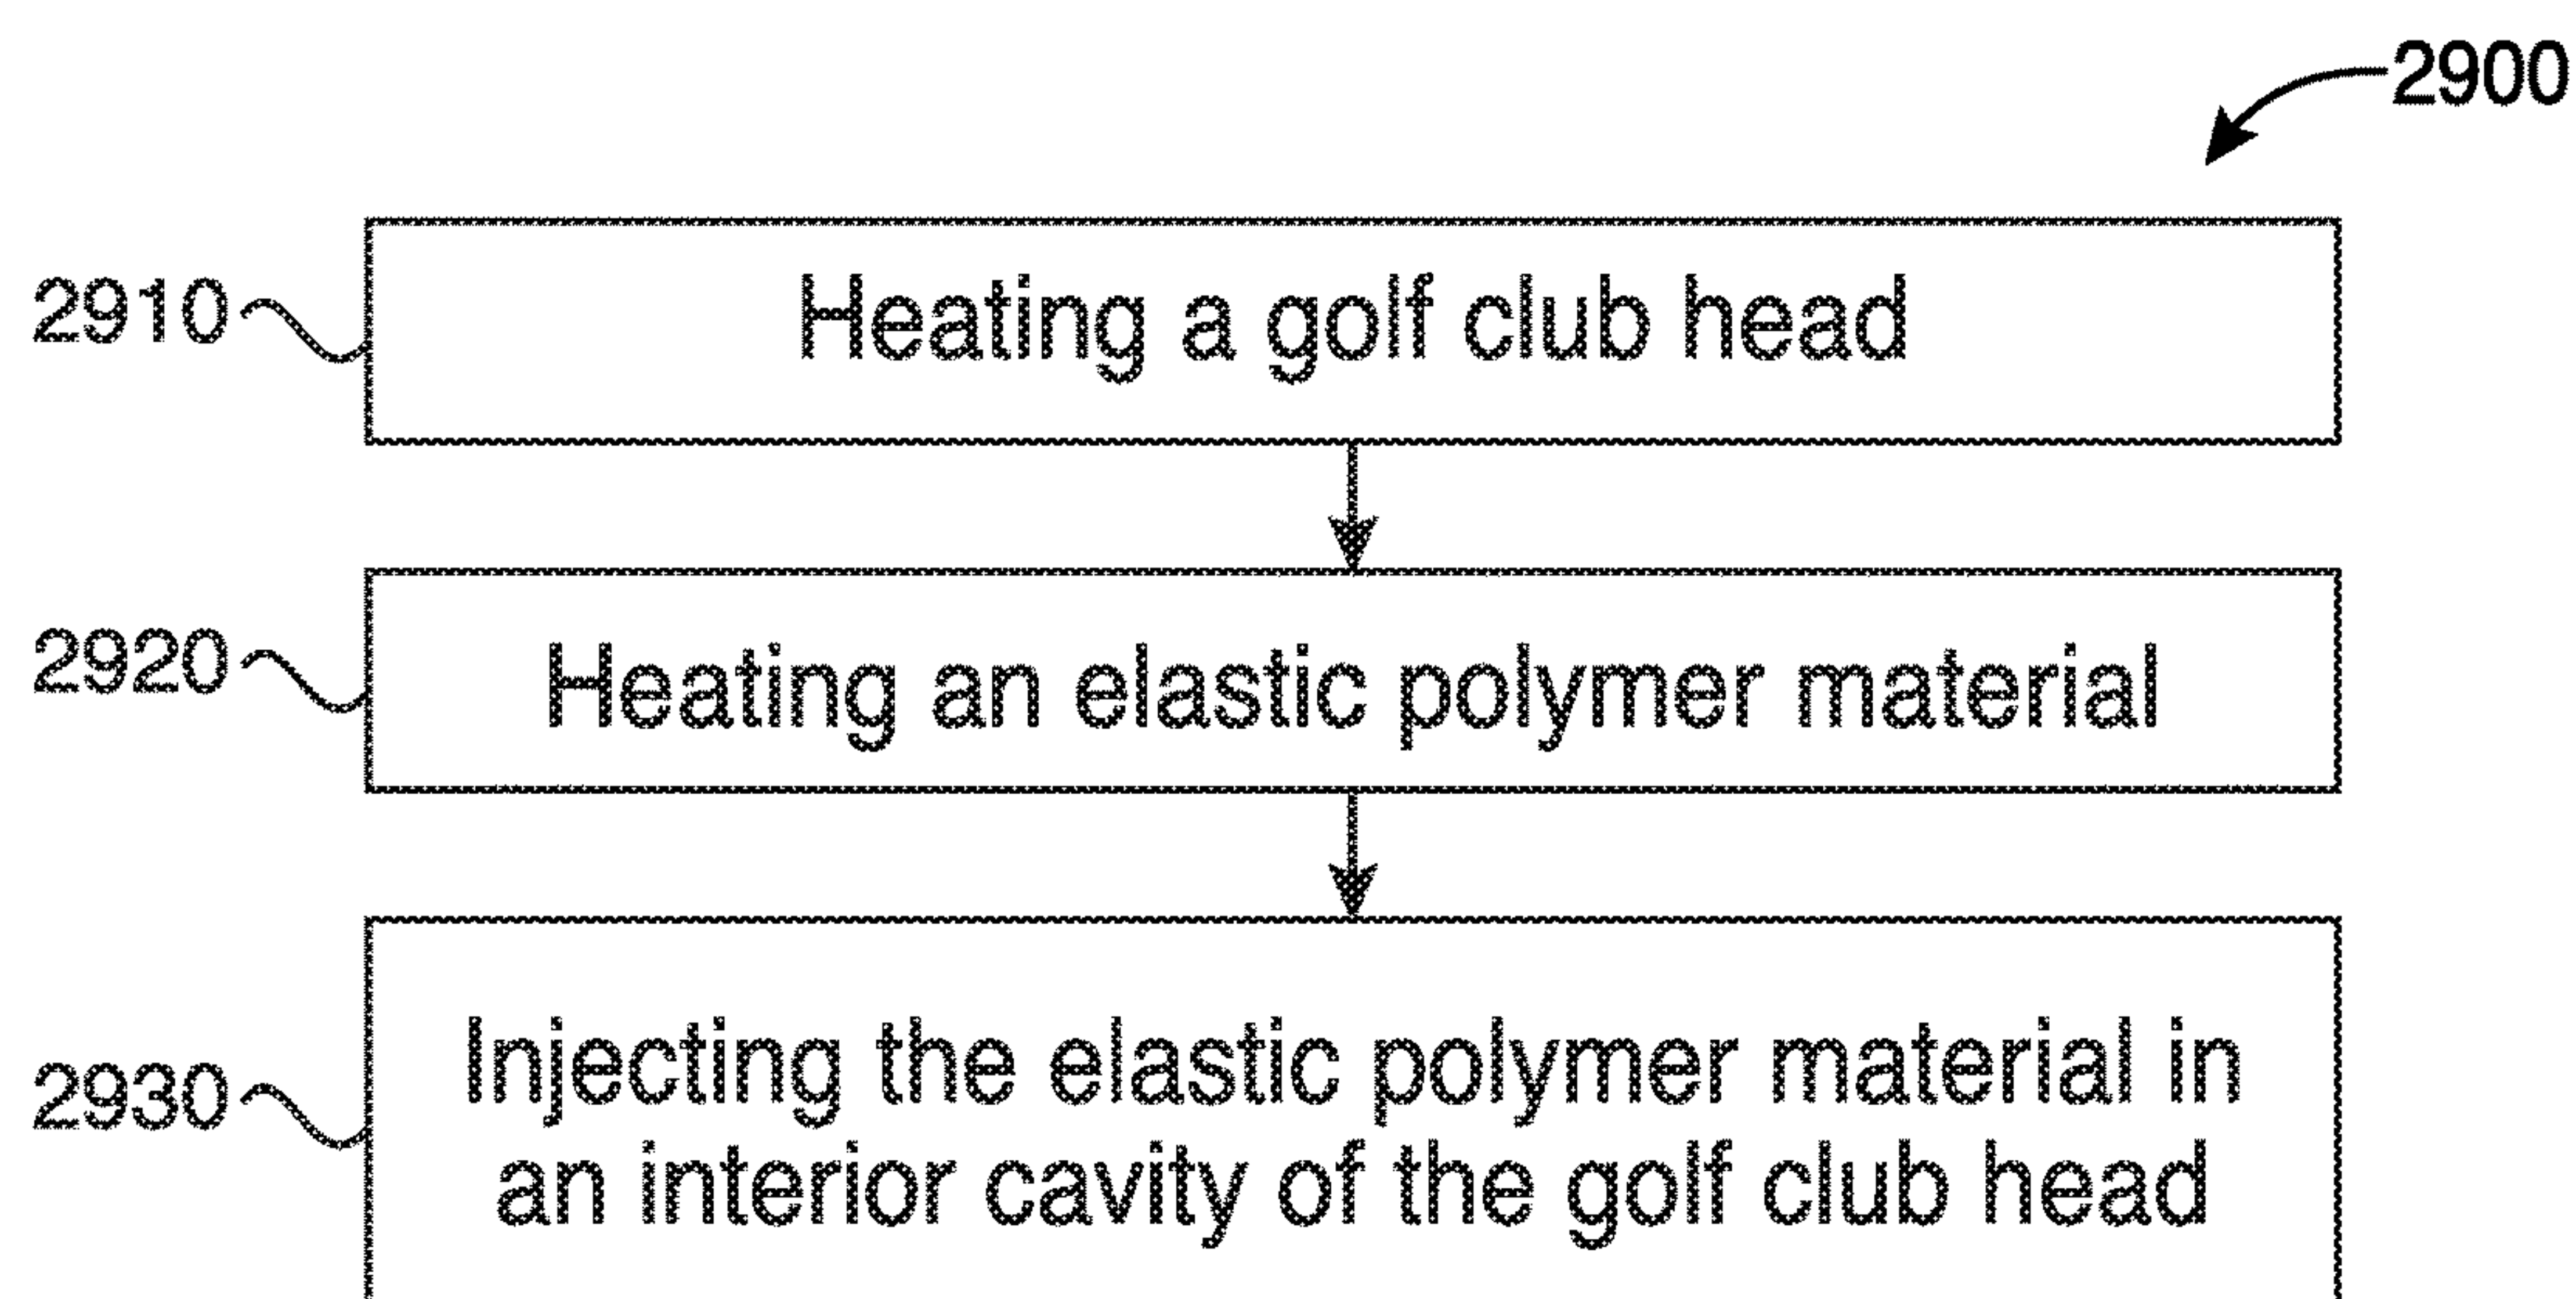 2900
2910
Heating a golf club head
2920
Heating an elastic polymer material
2930
Injecting the elastic polymer material in
an interior cavity of the golf club head